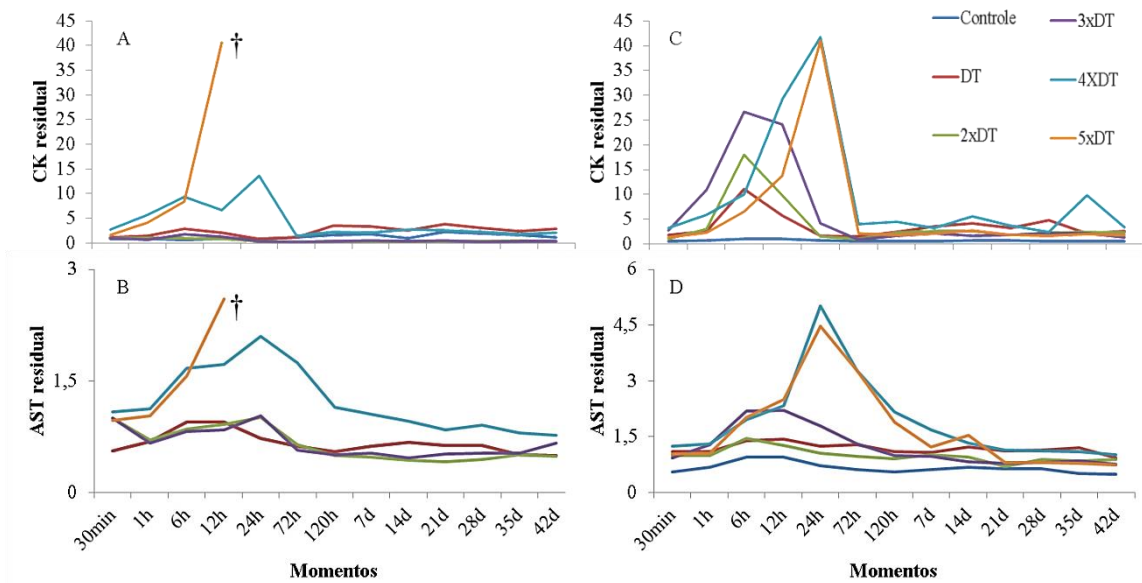 A
CK residual
45
40
35
30
25
20
15
10
5
0
†
B
AST residual
3
1,5
0
†
30min 1h 6h 12h 24h 72h 120h 7d 14d 21d 28d 35d 42d
Momentos
C
CK residual
45
40
35
30
25
20
15
10
5
0
Controle
DT
2xDT
3xDT
4XDT
5xDT
D
AST residual
6
4,5
3
1,5
0
30min 1h 6h 12h 24h 72h 120h 7d 14d 21d 28d 35d 42d
Momentos